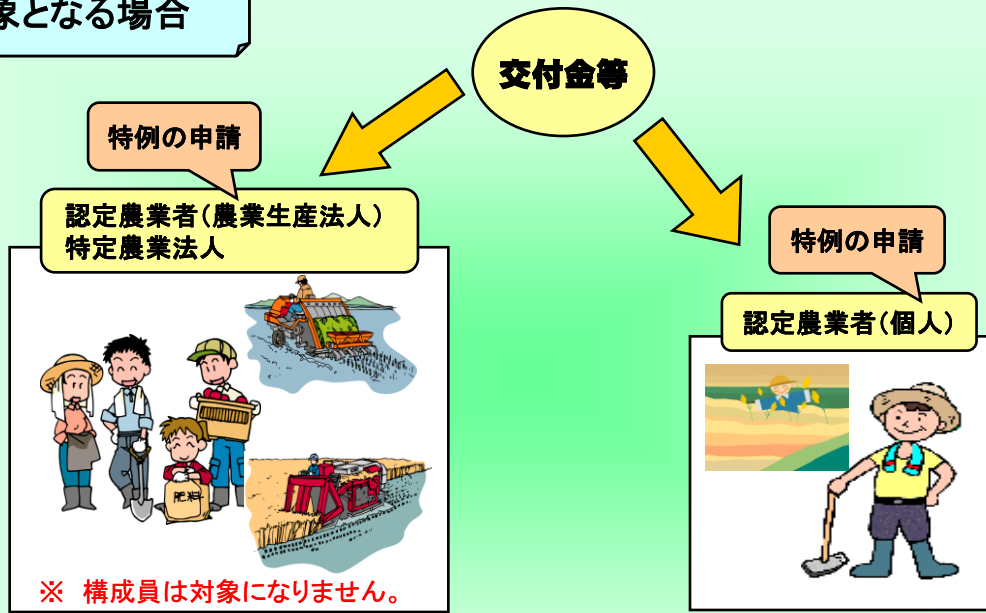 象となる場合
交付金等
特例の申請
認定農業者（農業生産法人）
特定農業法人
特例の申請
認定農業者（個人）
肥料
※ 構成員は対象になりません。